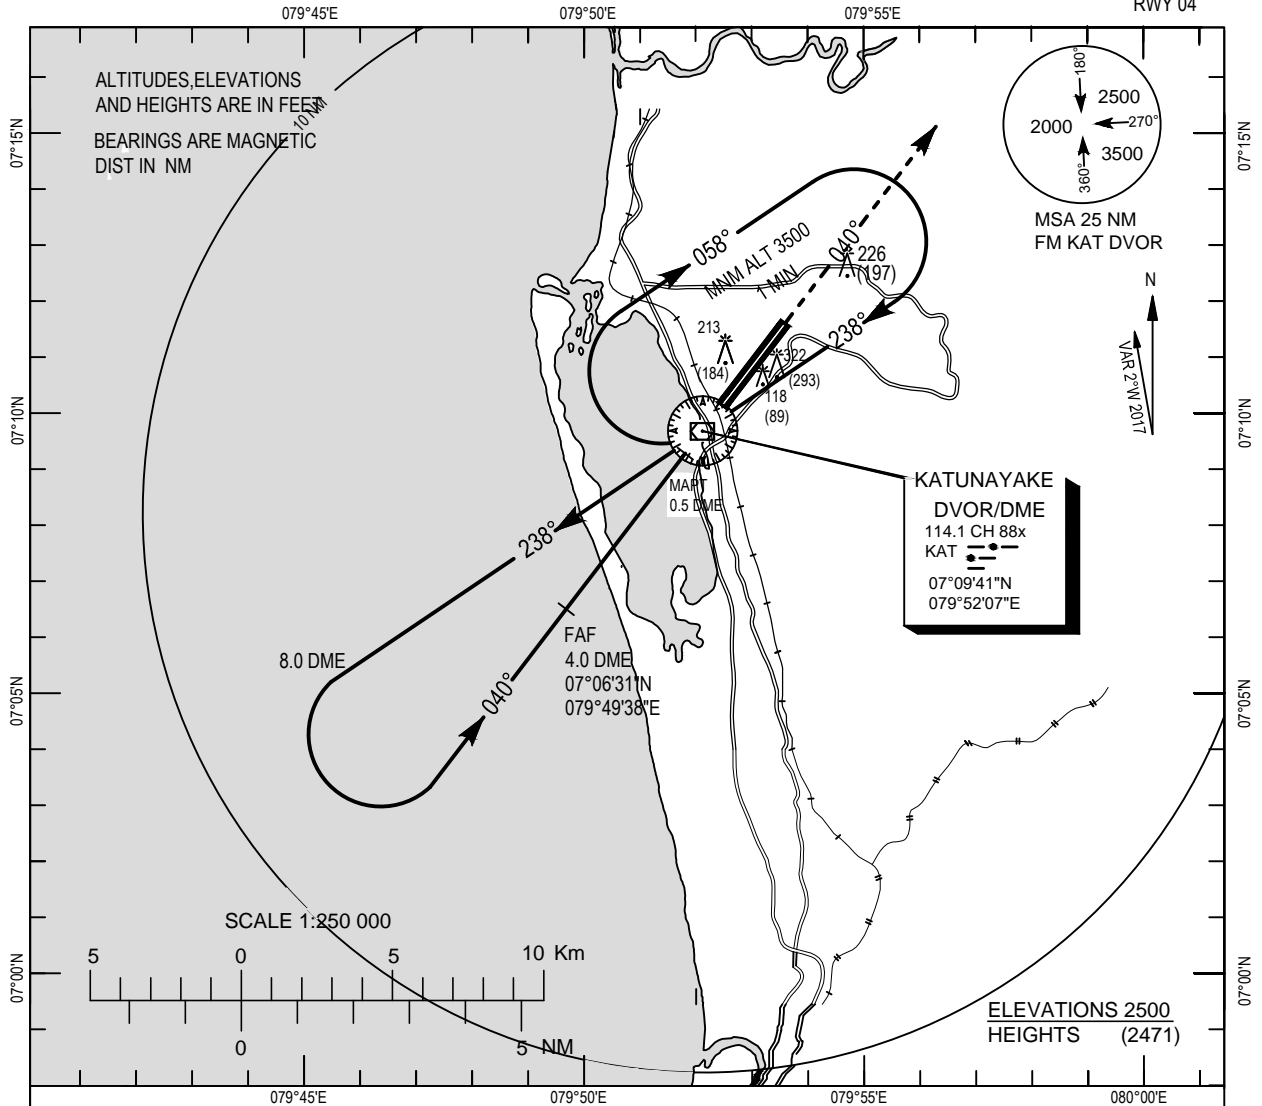 RWY 04
079°45'E
079°50'E
079°55'E
ALTITUDES,ELEVATIONS
AND HEIGHTS ARE IN FEET
BEARINGS ARE MAGNETIC
DIST IN NM
10 NM
180°
2500
2000
270°
3500
360°
MSA 25 NM
FM KAT DVOR
N
VAR 2°W 2017
07°15'N
07°15'N
058°
MNM ALT 3500
1 MIN
040°
226
(197)
238°
213
(184)
322
(293)
118
(89)
07°10'N
07°10'N
MAPT
0.5 DME
KATUNAYAKE
DVOR/DME
114.1 CH 88x
KAT
07°09'41"N
079°52'07"E
238°
FAF
4.0 DME
07°06'31"N
079°49'38"E
8.0 DME
040°
07°05'N
07°05'N
SCALE 1:250 000
5 0 5 10 Km
0 5 NM
07°00'N
07°00'N
ELEVATIONS 2500
HEIGHTS (2471)
079°45'E
079°50'E
079°55'E
080°00'E